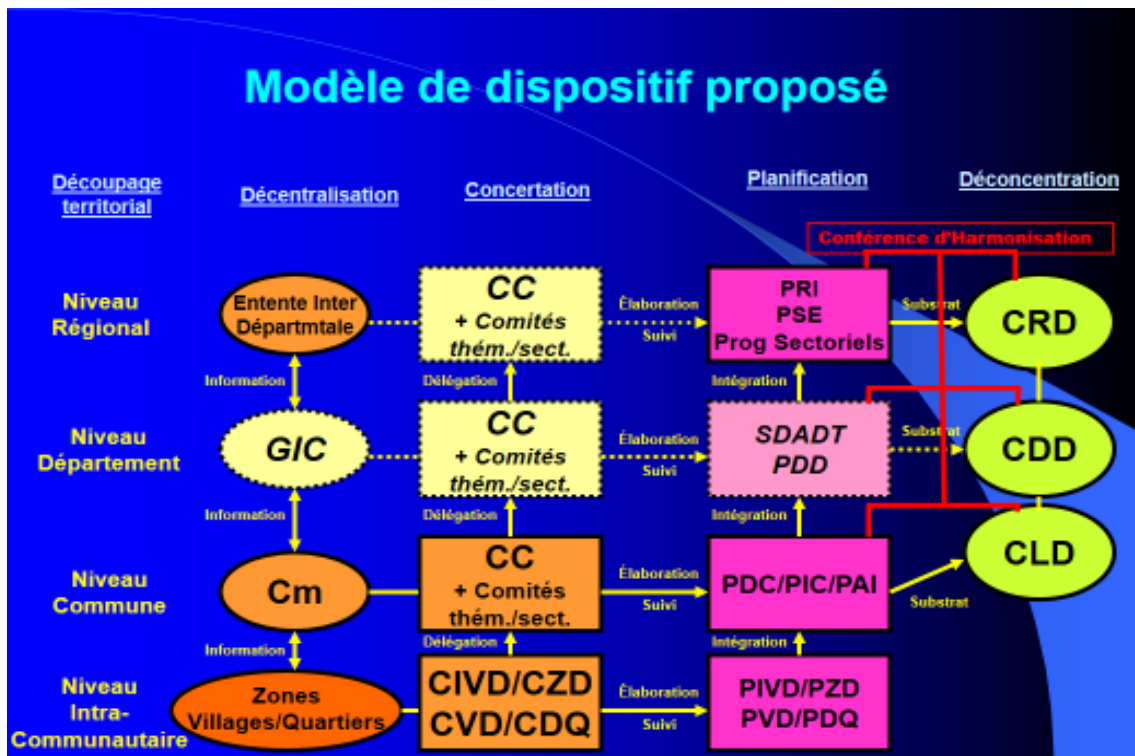 Modèle de dispositif proposé
Découpage
territorial
Décentralisation
Concertation
Planification
Déconcentration
Conférence d'Harmonisation
Niveau
Régional
Entente Inter
Départmtale
CC
+ Comités
thém./sect.
Élaboration
Suivi
PRI
PSE
Prog Sectoriels
Substrat
CRD
Information
Délégation
Intégration
Niveau
Département
GIC
CC
+ Comités
thém./sect.
Élaboration
Suivi
SDADT
PDD
Substrat
CDD
Information
Délégation
Intégration
Niveau
Commune
Cm
CC
+ Comités
thém./sect.
Élaboration
Suivi
PDC/PIC/PAI
Substrat
CLD
Information
Délégation
Intégration
Niveau
Intra-
Communautaire
Zones
Villages/Quartiers
CIVD/CZD
CVD/CDQ
Élaboration
Suivi
PIVD/PZD
PVD/PDQ